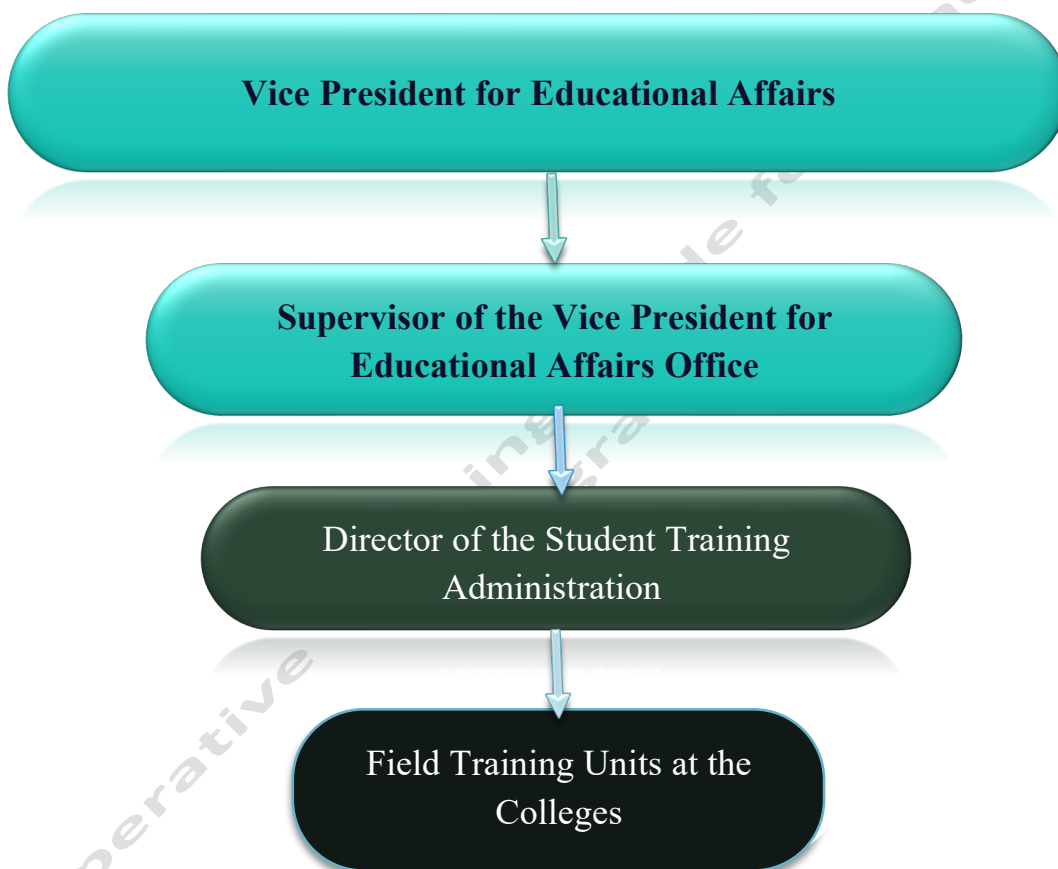 Vice President for Educational Affairs
Supervisor of the Vice President for
Educational Affairs Office
Director of the Student Training
Administration
Field Training Units at the
Colleges